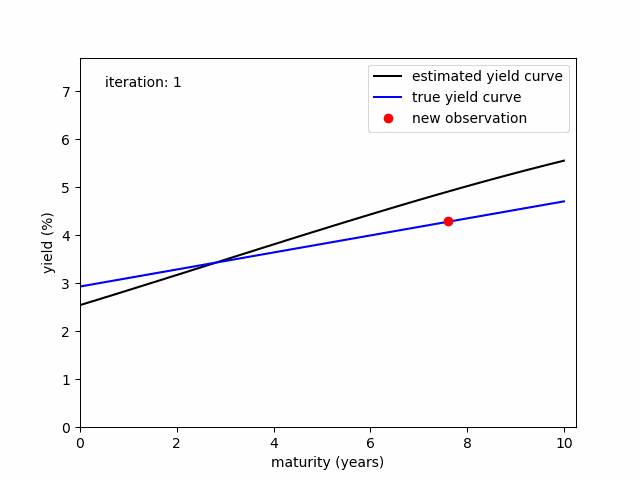 iteration: 1
estimated yield curve
true yield curve
new observation
yield (%)
7
6
5
4
3
2
1
0
0 2 4 6 8 10
maturity (years)